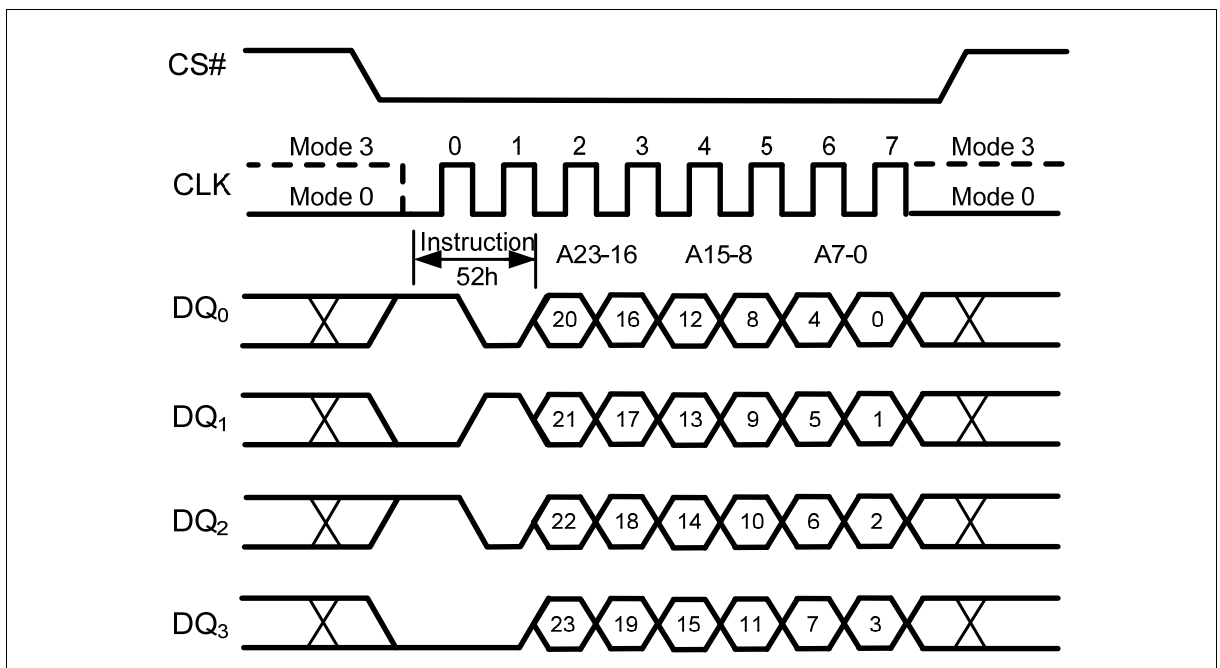 CS#
Mode 3 0 1 2 3 4 5 6 7 Mode 3
CLK
Mode 0 Mode 0
Instruction A23-16 A15-8 A7-0
52h
DQ0 20 16 12 8 4 0
DQ1 21 17 13 9 5 1
DQ2 22 18 14 10 6 2
DQ3 23 19 15 11 7 3